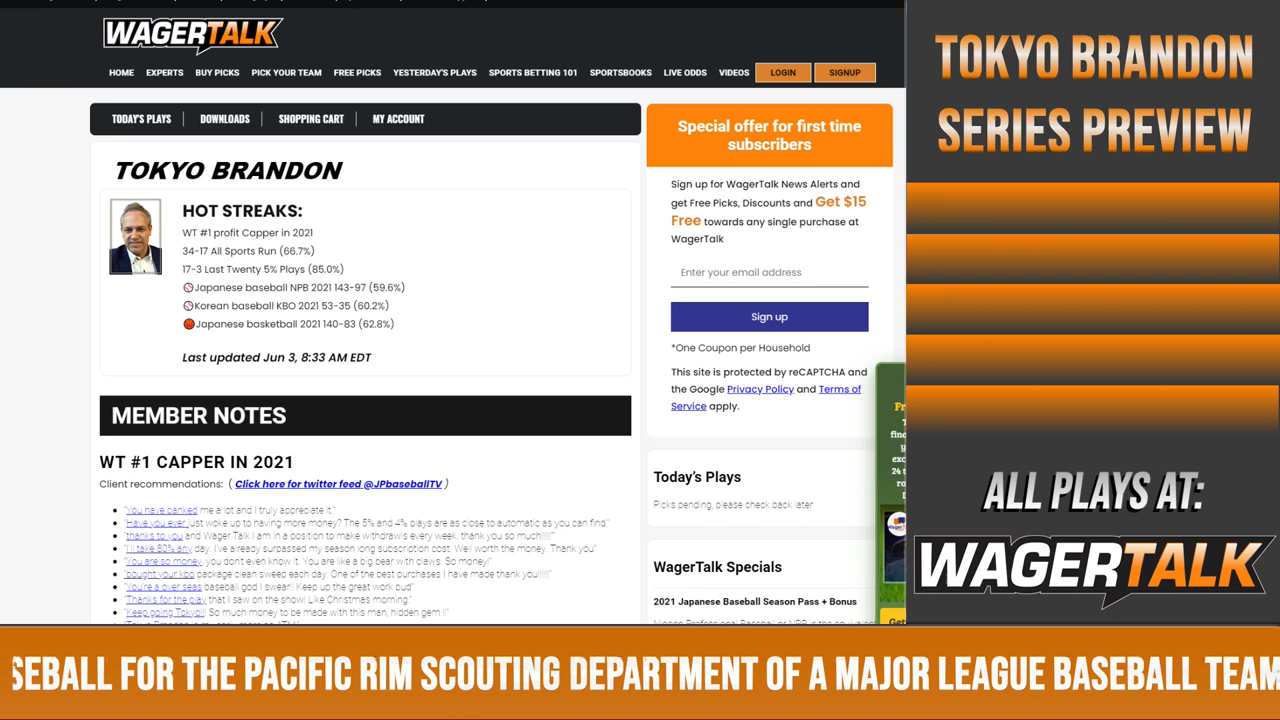 WAGERTALK
HOME EXPERTS BUY PICKS PICK YOUR TEAM FREE PICKS YESTERDAY'S PLAYS SPORTS BETTING 101 SPORTSBOOKS LIVE ODDS VIDEOS LOGIN SIGNUP
TODAY'S PLAYS DOWNLOADS SHOPPING CART MY ACCOUNT
TOKYO BRANDON
HOT STREAKS:
WT #1 profit Capper in 2021
34-17 All Sports Run (66.7%)
17-3 Last Twenty 5% Plays (85.0%)
Japanese baseball NPB 2021 143-97 (59.6%)
Korean baseball KBO 2021 53-35 (60.2%)
Japanese basketball 2021 140-83 (62.8%)
Last updated Jun 3, 8:33 AM EDT
MEMBER NOTES
WT #1 CAPPER IN 2021
Client recommendations: ( Click here for twitter feed @JPbaseballTV )
"You have banked me a lot and I truly appreciate it."
"Have you ever just woke up to having more money? The 5% and 4% plays are as close to automatic as you can find."
"thanks to you and Wager Talk I am in a position to make withdrawls every week. thank you so much!!!!!"
"I'll take 80% any day. I've already surpassed my season long subscription cost. Well worth the money. Thank you"
"You are so money, you don't even know it. You are like a big bear with claws. So money!"
"bought your kbo package clean sweep each day. One of the best purchases I have made thank you!!!!!"
"You're a over seas baseball god I swear!! Keep up the great work bud"
"Thanks for the play that I saw on the show! Like Christmas morning."
"Keep going Tokyo!! So much money to be made with this man, hidden gem !!"
Special offer for first time
subscribers
Sign up for WagerTalk News Alerts and
get Free Picks, Discounts and Get $15
Free towards any single purchase at
WagerTalk
Enter your email address
Sign up
*One Coupon per Household
This site is protected by reCAPTCHA and
the Google Privacy Policy and Terms of
Service apply.
Today's Plays
Picks pending, please check back later
WagerTalk Specials
2021 Japanese Baseball Season Pass + Bonus
TOKYO BRANDON
SERIES PREVIEW
ALL PLAYS AT:
WAGERTALK
SEBALL FOR THE PACIFIC RIM SCOUTING DEPARTMENT OF A MAJOR LEAGUE BASEBALL TEAM